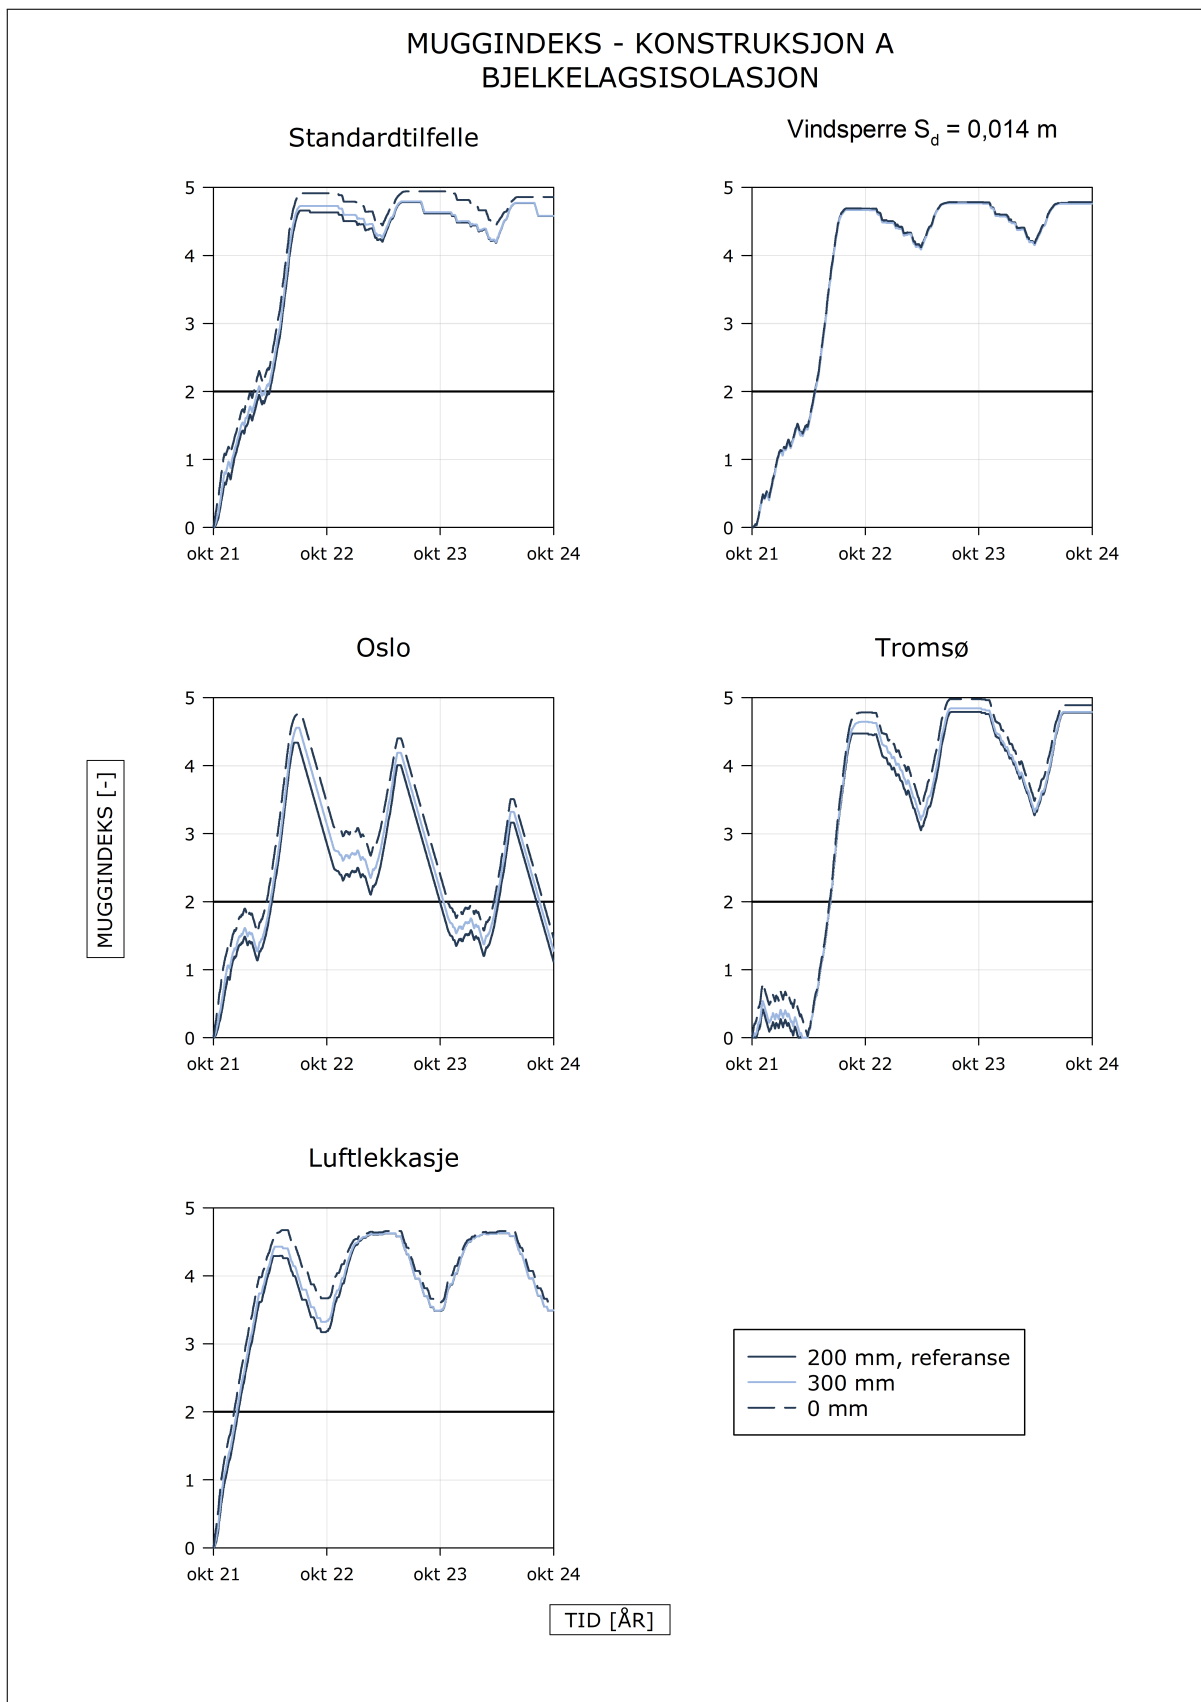 MUGGINDEKS - KONSTRUKSJON A
BJELKELAGSISOLASJON
Standardtilfelle
5
4
3
2
1
0
okt 21 okt 22 okt 23 okt 24
Vindsperre Sd = 0,014 m
5
4
3
2
1
0
okt 21 okt 22 okt 23 okt 24
Oslo
5
4
3
2
1
0
okt 21 okt 22 okt 23 okt 24
Tromsø
5
4
3
2
1
0
okt 21 okt 22 okt 23 okt 24
MUGGINDEKS [-]
Luftlekkasje
5
4
3
2
1
0
okt 21 okt 22 okt 23 okt 24
200 mm, referanse
300 mm
0 mm
TID [ÅR]